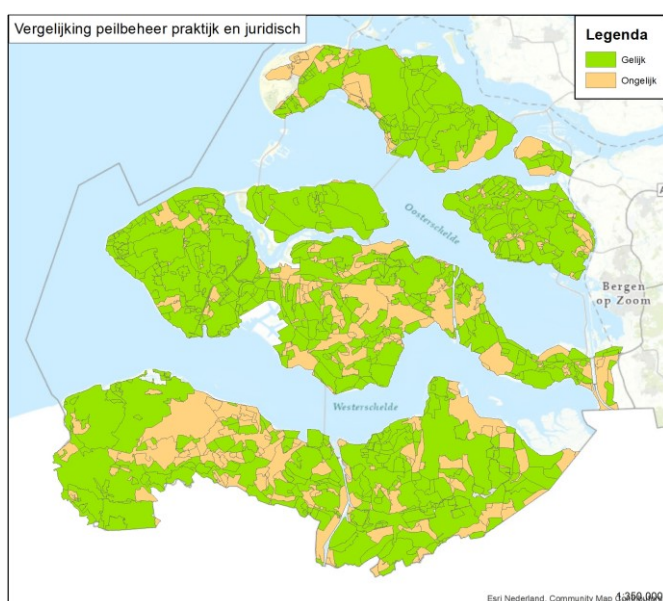 Vergelijking peilbeheer praktijk en juridisch
Legenda
Gelijk
Ongelijk
Oosterschelde
Bergen
op Zoom
Westerschelde
1:350.000
Esri Nederland, Community Map